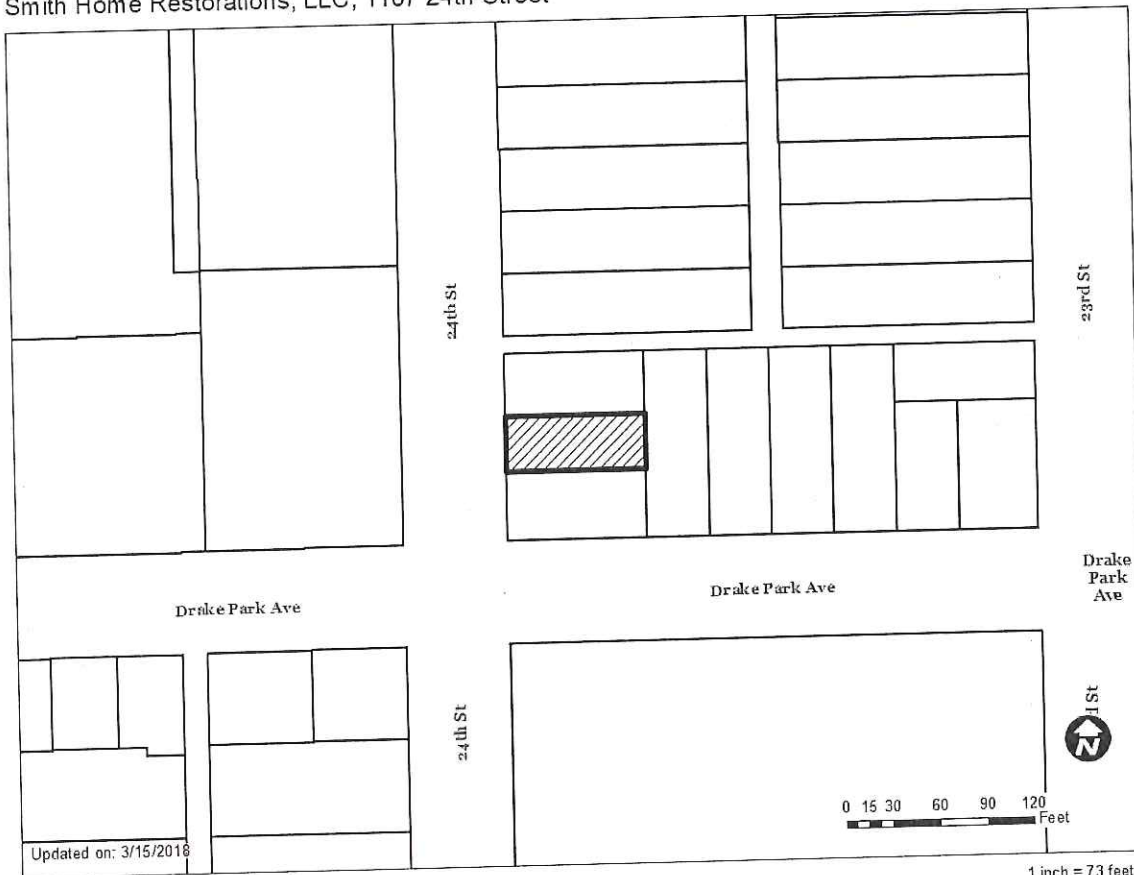 Smith Home Restorations, LLC, 1107 24th Street
24th St
23rd St
Drake Park Ave
Drake Park Ave
Drake
Park
Ave
24th St
d St
N
0 15 30 60 90 120
Feet
Updated on: 3/15/2018
1 inch = 73 feet